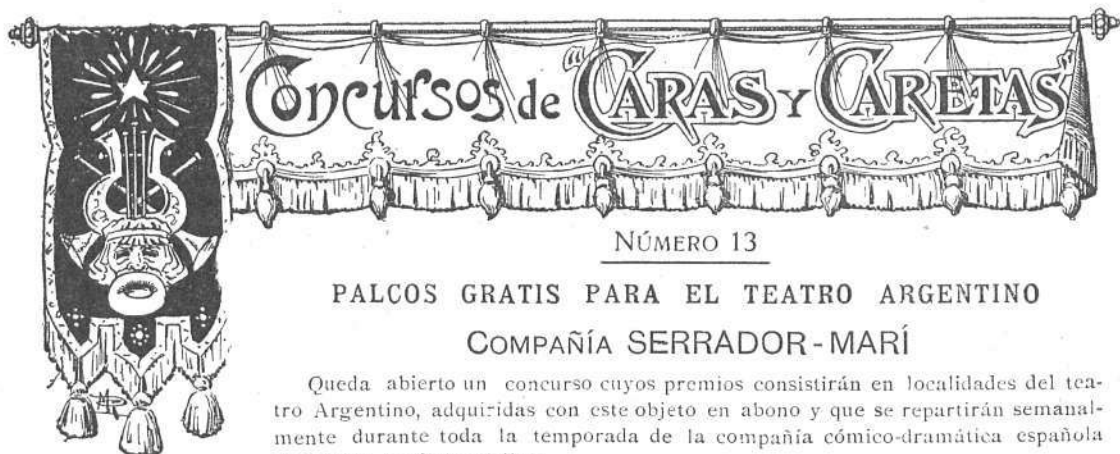 Concursos de "CARAS Y CARETAS"
NÚMERO 13
PALCOS GRATIS PARA EL TEATRO ARGENTINO
COMPAÑÍA SERRADOR-MARÍ
Queda abierto un concurso cuyos premios consistirán en localidades del tea-
tro Argentino, adquiridas con este objeto en abono y que se repartirán semanal-
mente durante toda la temporada de la compañía cómico-dramática española